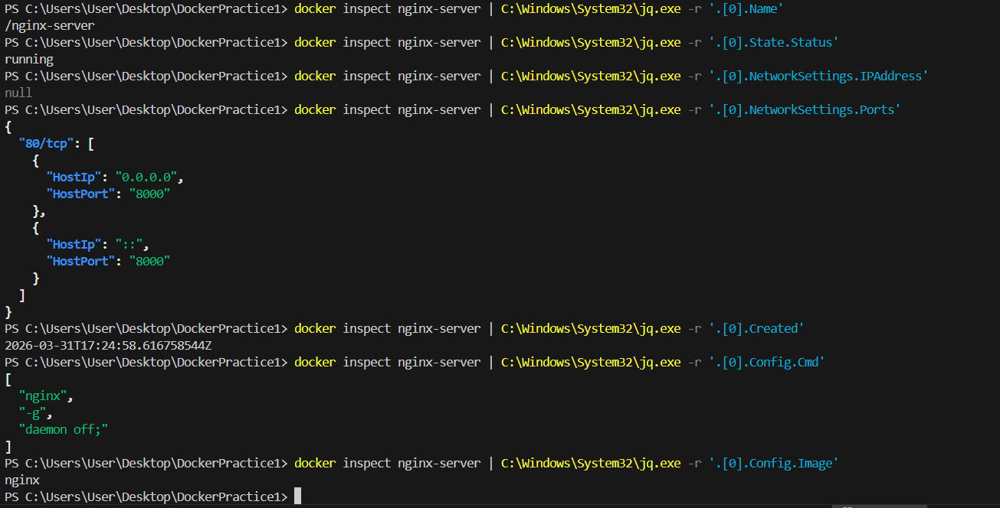 PS C:\Users\User\Desktop\DockerPractice1> docker inspect nginx-server | C:\Windows\System32\jq.exe -r '.[0].Name'
/nginx-server
PS C:\Users\User\Desktop\DockerPractice1> docker inspect nginx-server | C:\Windows\System32\jq.exe -r '.[0].State.Status'
running
PS C:\Users\User\Desktop\DockerPractice1> docker inspect nginx-server | C:\Windows\System32\jq.exe -r '.[0].NetworkSettings.IPAddress'
null
PS C:\Users\User\Desktop\DockerPractice1> docker inspect nginx-server | C:\Windows\System32\jq.exe -r '.[0].NetworkSettings.Ports'
{
  "80/tcp": [
    {
      "HostIp": "0.0.0.0",
      "HostPort": "8000"
    },
    {
      "HostIp": "::",
      "HostPort": "8000"
    }
  ]
}
PS C:\Users\User\Desktop\DockerPractice1> docker inspect nginx-server | C:\Windows\System32\jq.exe -r '.[0].Created'
2026-03-31T17:24:58.616758544Z
PS C:\Users\User\Desktop\DockerPractice1> docker inspect nginx-server | C:\Windows\System32\jq.exe -r '.[0].Config.Cmd'
[
  "nginx",
  "-g",
  "daemon off;"
]
PS C:\Users\User\Desktop\DockerPractice1> docker inspect nginx-server | C:\Windows\System32\jq.exe -r '.[0].Config.Image'
nginx
PS C:\Users\User\Desktop\DockerPractice1>